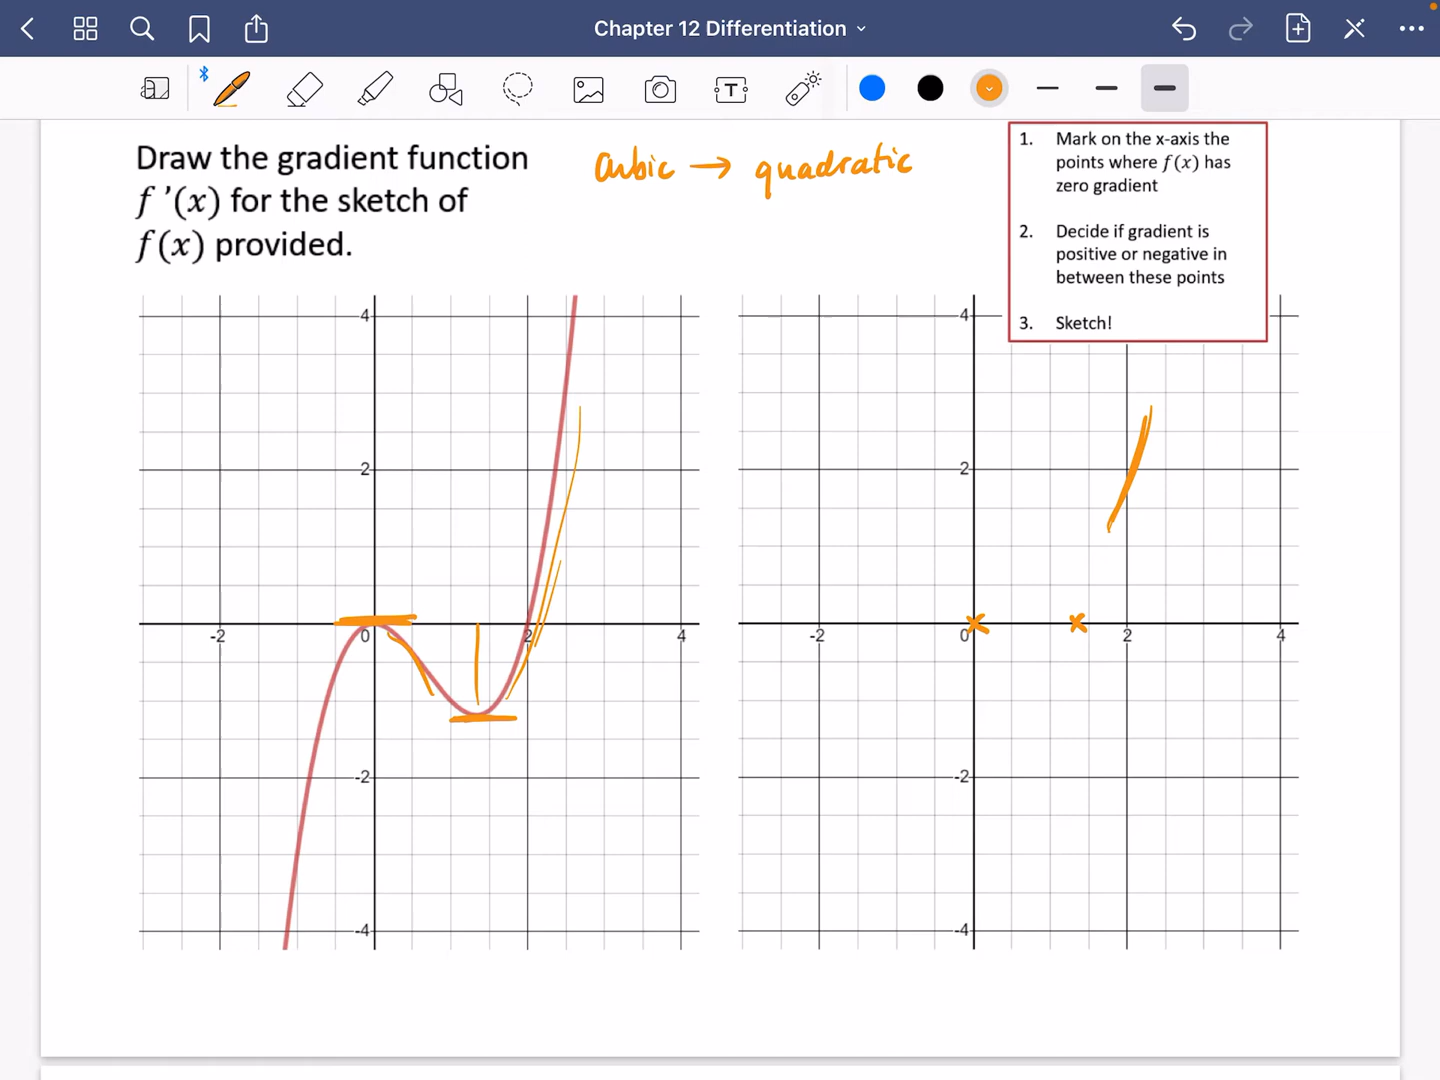 Chapter 12 Differentiation
Draw the gradient function
f '(x) for the sketch of
f(x) provided.
cubic → quadratic
1. Mark on the x-axis the
points where f(x) has
zero gradient
2. Decide if gradient is
positive or negative in
between these points
3. Sketch!
4
2
-2 0 2 4
-2
-4
4
2
-2 0 2 4
-2
-4